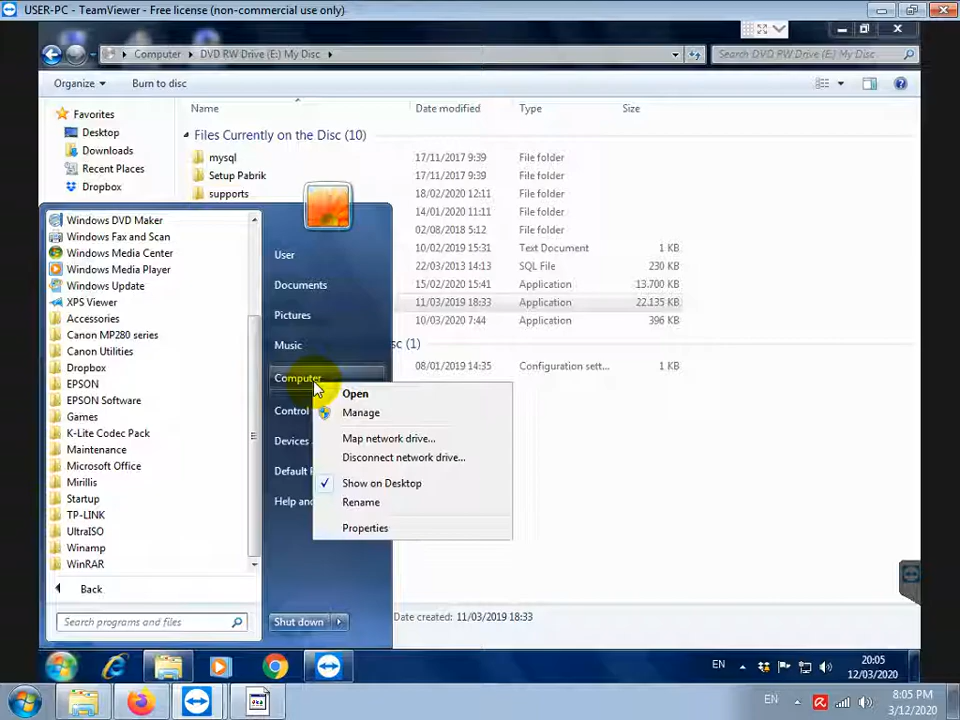 USER-PC - TeamViewer - Free license (non-commercial use only)
Computer DVD RW Drive (E:) My Disc
Search DVD RW Drive (E:) My Disc
Organize Burn to disc
Name Date modified Type Size
Favorites
Desktop
Downloads
Recent Places
Dropbox
Files Currently on the Disc (10)
mysql 17/11/2017 9:39 File folder
Setup Pabrik 17/11/2017 9:39 File folder
supports 18/02/2020 12:11 File folder
14/01/2020 11:11 File folder
02/08/2018 5:12 File folder
10/02/2019 15:31 Text Document 1 KB
22/03/2013 14:13 SQL File 230 KB
15/02/2020 15:41 Application 13.700 KB
11/03/2019 18:33 Application 22.135 KB
10/03/2020 7:44 Application 396 KB
sc (1)
08/01/2019 14:35 Configuration sett... 1 KB
Windows DVD Maker
Windows Fax and Scan
Windows Media Center
Windows Media Player
Windows Update
XPS Viewer
Accessories
Canon MP280 series
Canon Utilities
Dropbox
EPSON
EPSON Software
Games
K-Lite Codec Pack
Maintenance
Microsoft Office
Mirillis
Startup
TP-LINK
UltraISO
Winamp
WinRAR
Back
Search programs and files
User
Documents
Pictures
Music
Computer
Control
Devices
Default
Help and
Shut down
Open
Manage
Map network drive...
Disconnect network drive...
Show on Desktop
Rename
Properties
Date created: 11/03/2019 18:33
EN
20:05
12/03/2020
EN
8:05 PM
3/12/2020